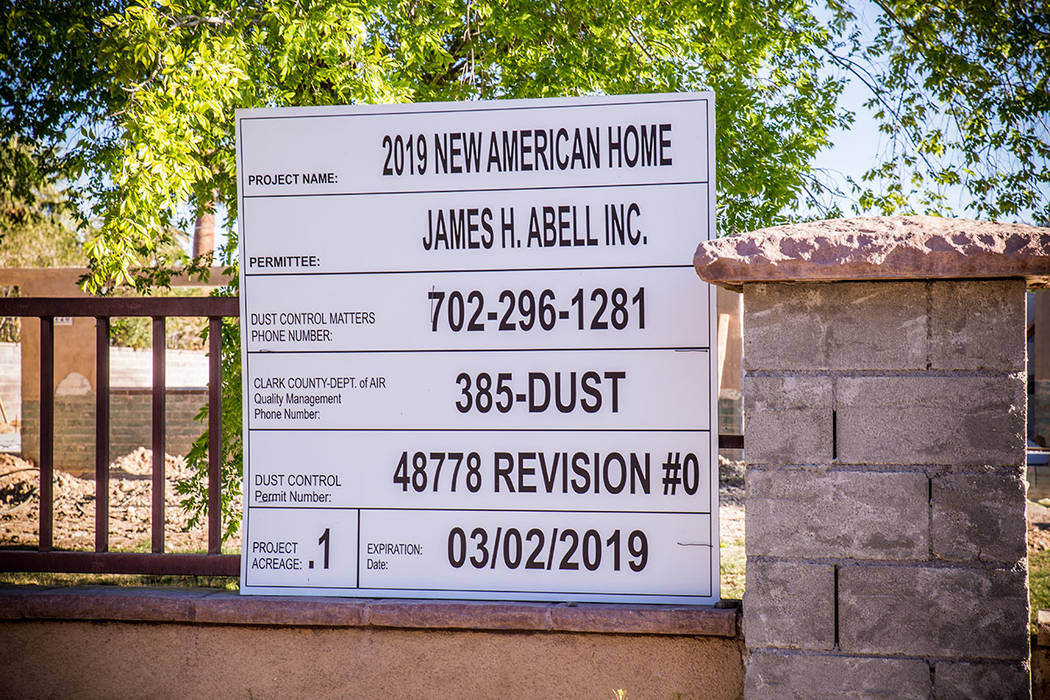 PROJECT NAME: 2019 NEW AMERICAN HOME
PERMITTEE: JAMES H. ABELL INC.
DUST CONTROL MATTERS
PHONE NUMBER: 702-296-1281
CLARK COUNTY-DEPT. of AIR
Quality Management
Phone Number: 385-DUST
DUST CONTROL
Permit Number: 48778 REVISION #0
PROJECT
ACREAGE: .1
EXPIRATION:
Date: 03/02/2019